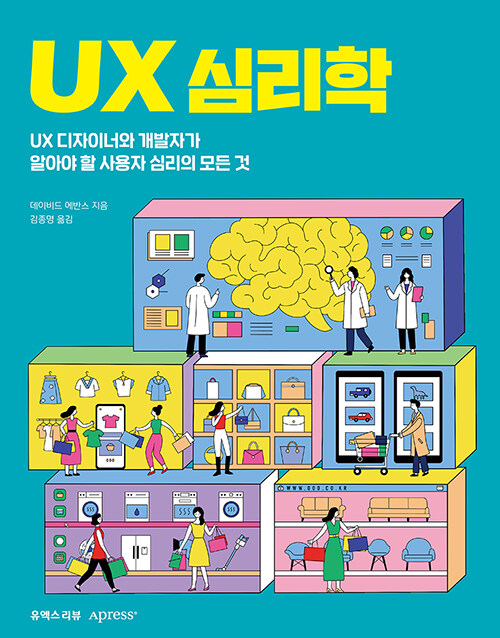 UX 심리학
UX 디자이너와 개발자가
알아야 할 사용자 심리의 모든 것
데이비드 에반스 지음
김종명 옮김
WWW.BGD.CO.KR
유엑스리뷰 Apress®